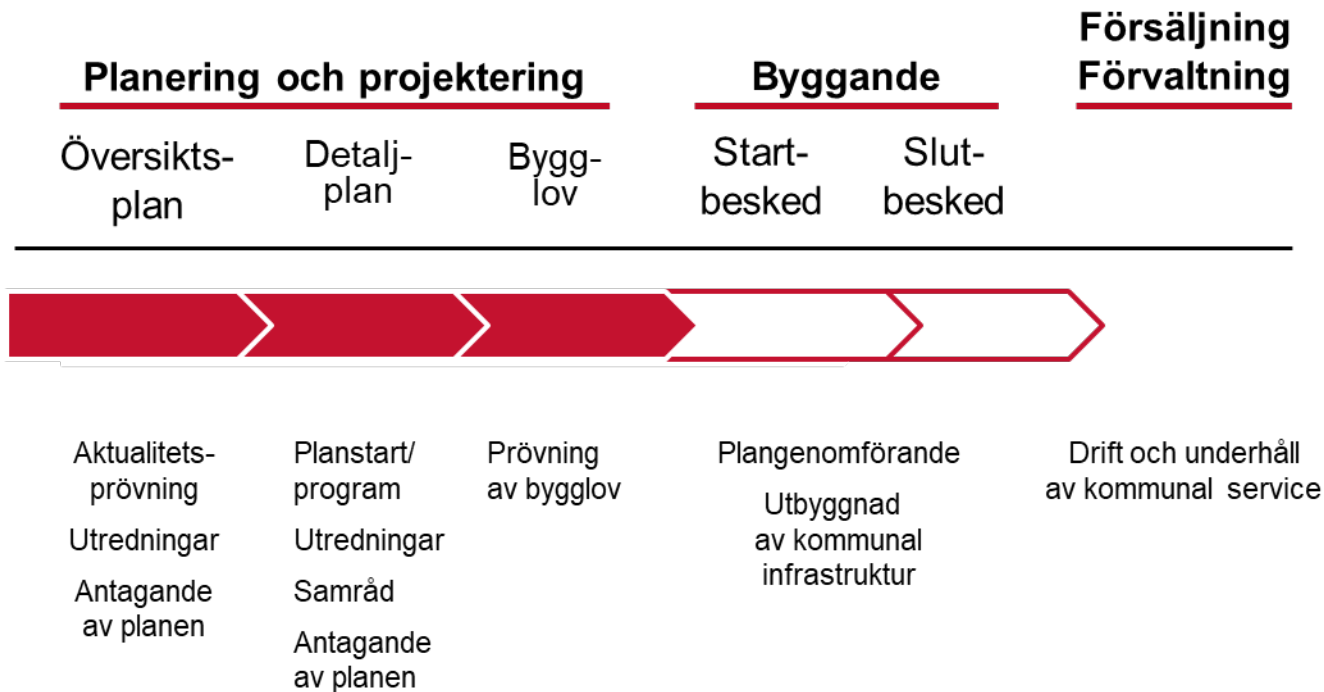 Planering och projektering
Byggande
Försäljning
Förvaltning
Översikts-
plan
Detalj-
plan
Bygg-
lov
Start-
besked
Slut-
besked
Aktualitets-
prövning
Utredningar
Antagande
av planen
Planstart/
program
Utredningar
Samråd
Antagande
av planen
Prövning
av bygglov
Plangenomförande
Utbyggnad
av kommunal
infrastruktur
Drift och underhåll
av kommunal service